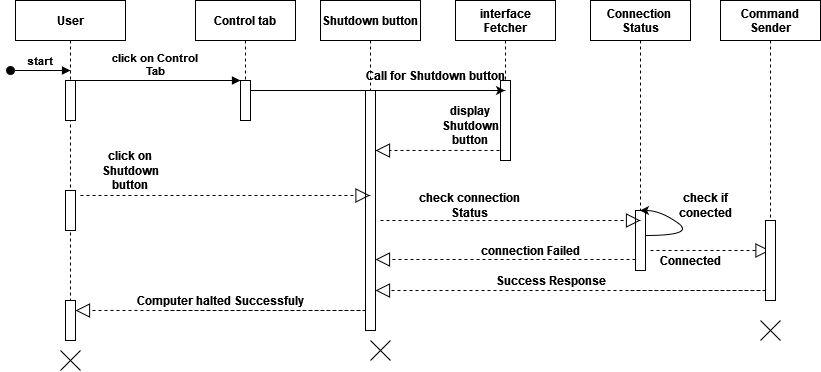 User
Control tab
Shutdown button
interface
Fetcher
Connection
Status
Command
Sender
start
click on Control
Tab
Call for Shutdown button
display
Shutdown
button
click on
Shutdown
button
check connection
Status
check if
conected
connection Failed
Connected
Success Response
Computer halted Successfuly